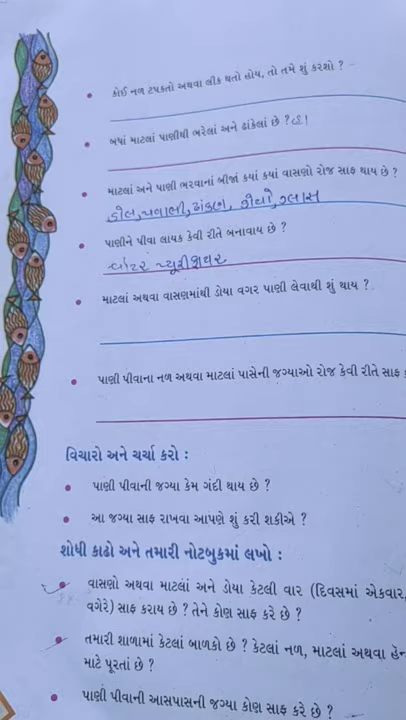 કોઈ નળ ટપકતો અથવા લીક થતો હોય, તો તમે શું કરશો ?
બધાં માટલાં પાણીથી ભરેલાં અને ઢાંકેલાં છે ? હા
માટલાં અને પાણી ભરવાનાં બીજાં કયાં કયાં વાસણો રોજ સાફ થાય છે ?
ડોલ, પવાલી, ઢાંકણ, ડોયો, ગ્લાસ
પાણીને પીવા લાયક કેવી રીતે બનાવાય છે ?
વોટર પ્યૂરીફાયર
માટલાં અથવા વાસણમાંથી ડોયા વગર પાણી લેવાથી શું થાય ?
પાણી પીવાના નળ અથવા માટલાં પાસેની જગ્યાઓ રોજ કેવી રીતે સાફ
વિચારો અને ચર્ચા કરો :
પાણી પીવાની જગ્યા કેમ ગંદી થાય છે ?
આ જગ્યા સાફ રાખવા આપણે શું કરી શકીએ ?
શોધી કાઢો અને તમારી નોટબુકમાં લખો :
વાસણો અથવા માટલાં અને ડોયા કેટલી વાર (દિવસમાં એકવાર,
વગેરે) સાફ કરાય છે ? તેને કોણ સાફ કરે છે ?
તમારી શાળામાં કેટલાં બાળકો છે ? કેટલાં નળ, માટલાં અથવા હૅન
માટે પૂરતાં છે ?
પાણી પીવાની આસપાસની જગ્યા કોણ સાફ કરે છે ?